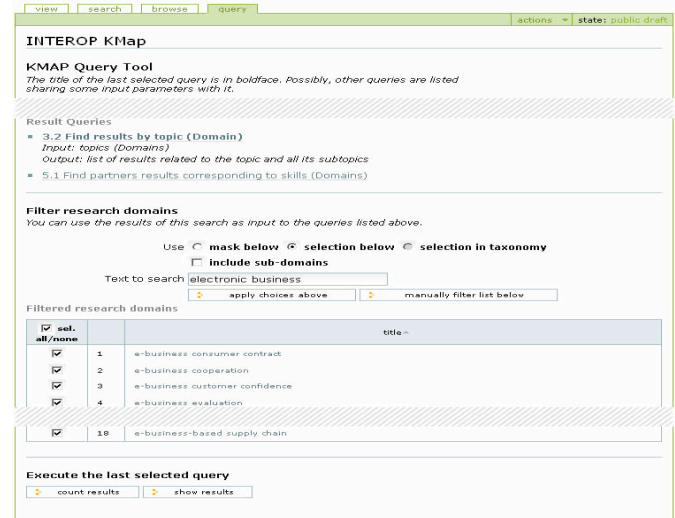 view search browse query
actions state: public draft
INTEROP KMap
KMAP Query Tool
The title of the last selected query is in boldface. Possibly, other queries are listed
sharing some input parameters with it.
Result Queries
3.2 Find results by topic (Domain)
Input: topics (Domains)
Output: list of results related to the topic and all its subtopics
5.1 Find partners results corresponding to skills (Domains)
Filter research domains
You can use the results of this search as input to the queries listed above.
Use mask below selection below selection in taxonomy
include sub-domains
Text to search electronic business
apply choices above manually filter list below
Filtered research domains
sel. all/none title
1 e-business consumer contract
2 e-business cooperation
3 e-business customer confidence
4 e-business evaluation
18 e-business-based supply chain
Execute the last selected query
count results show results